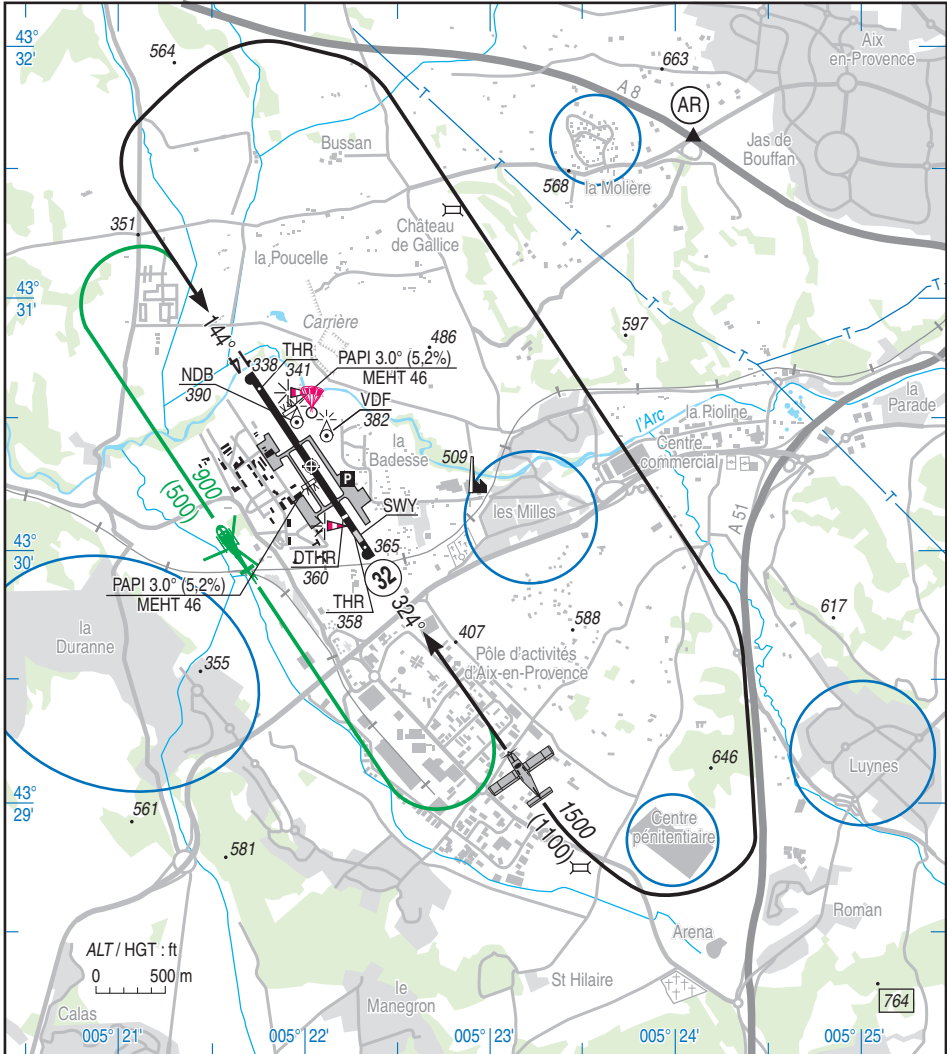 43°
32'
564
663
Aix
en-Provence
A 8
AR
Jas de
Bouffan
Bussan
568
la Molière
351
Château
de Gallice
la Poucelle
43°
31'
Carrière
597
486
144°
14
338
THR
341
PAPI 3.0° (5,2%)
MEHT 46
NDB
390
VDF
382
la
Parade
la Pioline
l'Arc
Centre
commercial
la
Badesse
509
P
les Milles
A 51
900
(500)
SWY
365
43°
30'
DTHR
360
32
324°
THR
358
PAPI 3.0° (5,2%)
MEHT 46
la
Duranne
355
407
588
617
Pôle d'activités
d'Aix-en-Provence
646
Luynes
43°
29'
561
581
1500
(1100)
Centre
pénitentiaire
Roman
Arena
ALT / HGT : ft
0 500 m
St Hilaire
le
Manegron
764
Calas
005° 21'
005° 22'
005° 23'
005° 24'
005° 25'
T
T
T
T
T
T